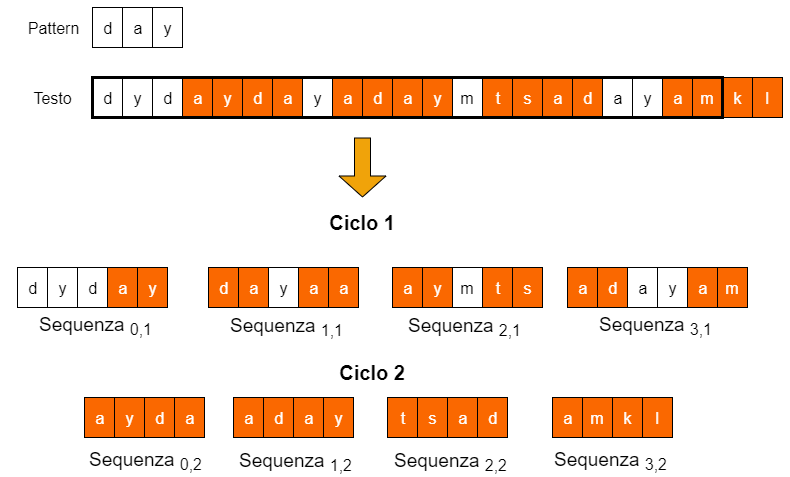 Pattern d a y
Testo d y d a y d a y a d a y m t s a d a y a m k l
Ciclo 1
d y d a y d a y a a a y m t s a d a y a m
Sequenza 0,1 Sequenza 1,1 Sequenza 2,1 Sequenza 3,1
Ciclo 2
a y d a a d a y t s a d a m k l
Sequenza 0,2 Sequenza 1,2 Sequenza 2,2 Sequenza 3,2